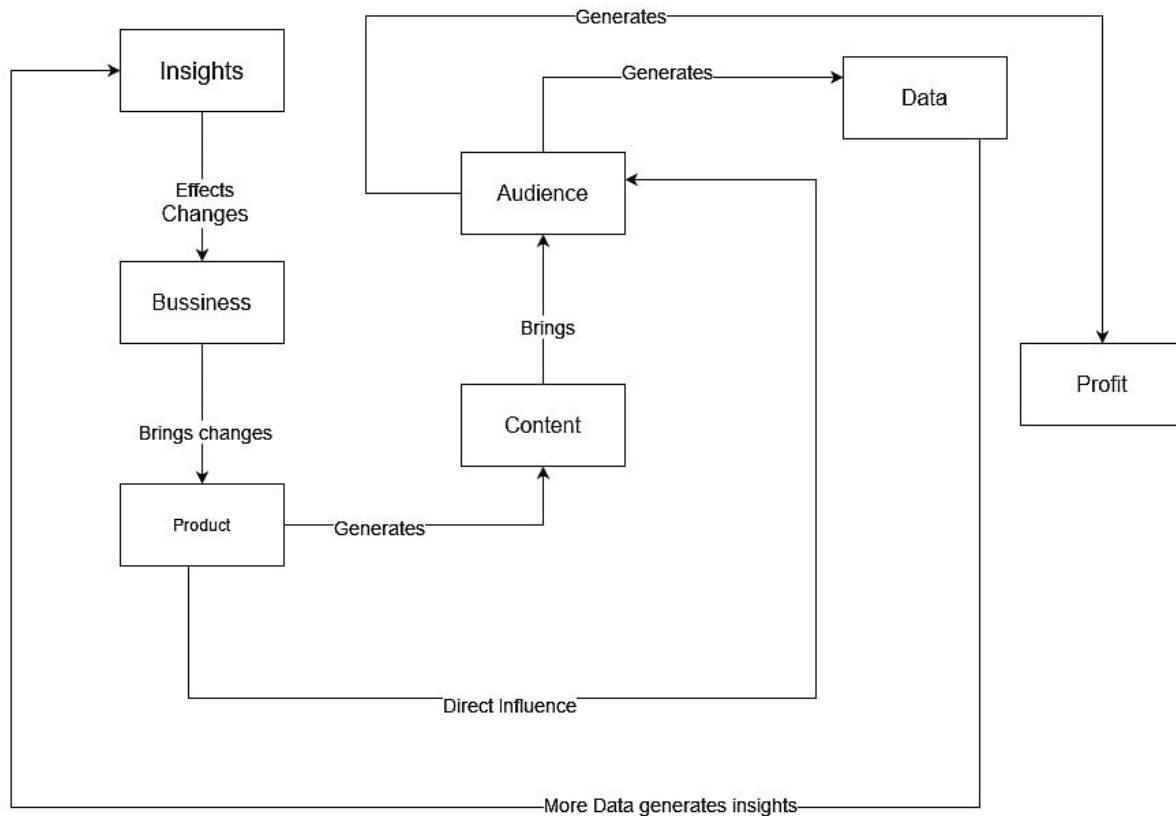 Generates
Insights
Generates
Data
Audience
Effects
Changes
Bussiness
Brings
Profit
Content
Brings changes
Product
Generates
Direct Influence
More Data generates insights